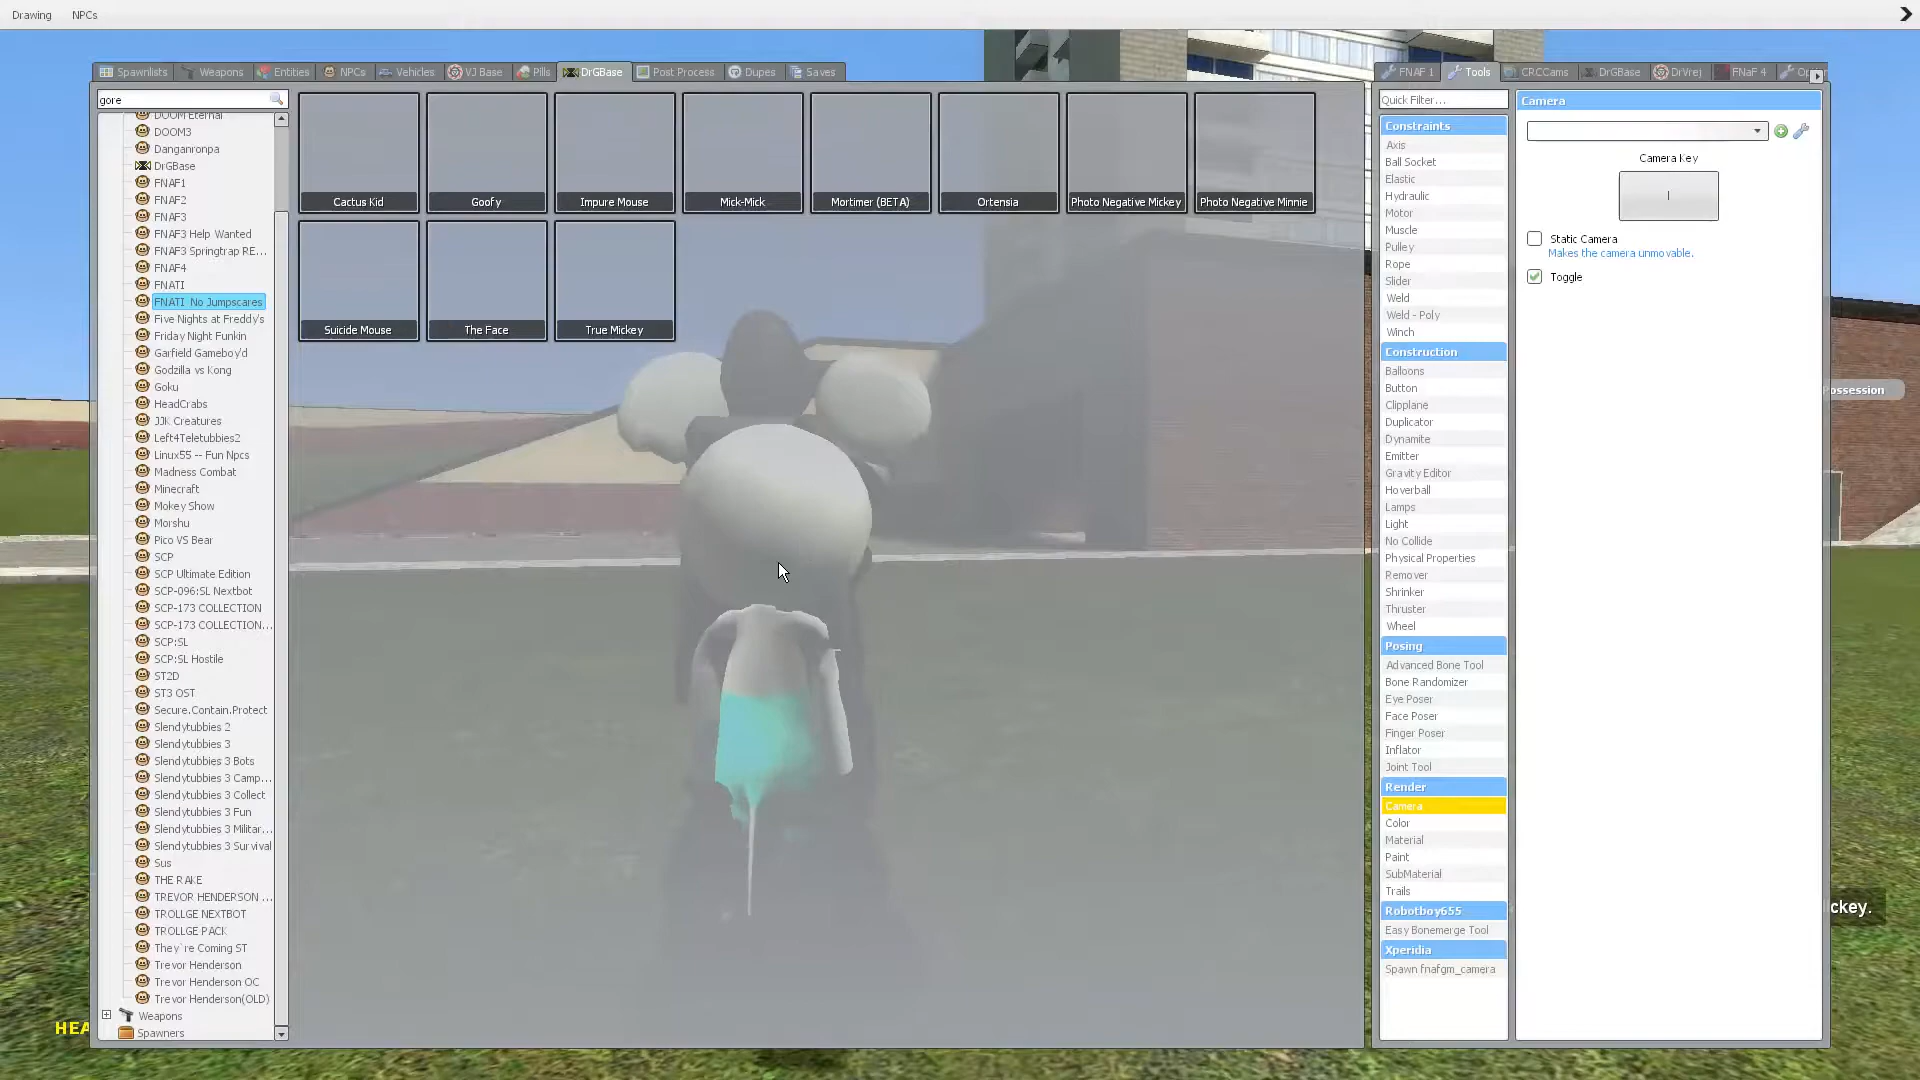 Drawing NPCs
Spawnlists Weapons Entities NPCs Vehicles VJ Base Pills DrGBase Post Process Dupes Saves
FNAF 1 Tools CRCCams DrGBase DrVrej FNaF 4
gore
DOOM Eternal
DOOM3
Danganronpa
DrGBase
FNAF1
FNAF2
FNAF3
FNAF3 Help Wanted
FNAF3 Springtrap RE...
FNAF4
FNATI
FNATI No Jumpscares
Five Nights at Freddy's
Friday Night Funkin
Garfield Gameboy'd
Godzilla vs Kong
Goku
HeadCrabs
JJK Creatures
Left4Teletubbies2
Linux55 -- Fun Npcs
Madness Combat
Minecraft
Mokey Show
Morshu
Pico VS Bear
SCP
SCP Ultimate Edition
SCP-096:SL Nextbot
SCP-173 COLLECTION
SCP-173 COLLECTION...
SCP:SL
SCP:SL Hostile
ST2D
ST3 OST
Secure.Contain.Protect
Slendytubbies 2
Slendytubbies 3
Slendytubbies 3 Bots
Slendytubbies 3 Camp...
Slendytubbies 3 Collect
Slendytubbies 3 Fun
Slendytubbies 3 Militar...
Slendytubbies 3 Survival
Sus
THE RAKE
TREVOR HENDERSON ...
TROLLGE NEXTBOT
TROLLGE PACK
They`re Coming ST
Trevor Henderson
Trevor Henderson OC
Trevor Henderson(OLD)
Weapons
Spawners
Cactus Kid Goofy Impure Mouse Mick-Mick Mortimer (BETA) Ortensia Photo Negative Mickey Photo Negative Minnie
Suicide Mouse The Face True Mickey
Quick Filter...
Constraints
Axis
Ball Socket
Elastic
Hydraulic
Motor
Muscle
Pulley
Rope
Slider
Weld
Weld - Poly
Winch
Construction
Balloons
Button
Clipplane
Duplicator
Dynamite
Emitter
Gravity Editor
Hoverball
Lamps
Light
No Collide
Physical Properties
Remover
Shrinker
Thruster
Wheel
Posing
Advanced Bone Tool
Bone Randomizer
Eye Poser
Face Poser
Finger Poser
Inflator
Joint Tool
Render
Camera
Color
Material
Paint
SubMaterial
Trails
Robotboy655
Easy Bonemerge Tool
Xperidia
Spawn fnafgm_camera
Camera
Camera Key
Static Camera
Makes the camera unmovable.
Toggle
ossession
ckey.
HEA